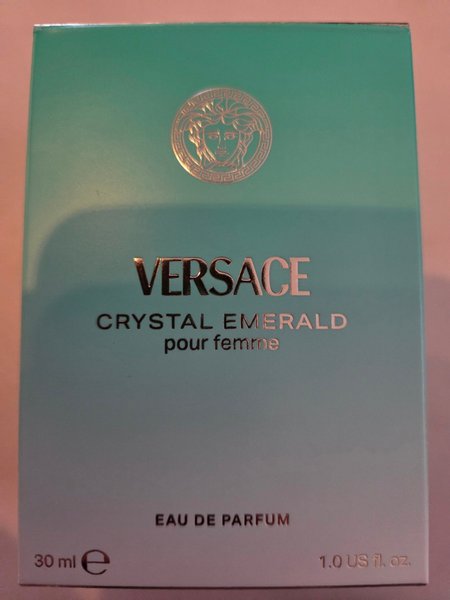 VERSACE
CRYSTAL EMERALD
pour femme
EAU DE PARFUM
30 ml ℮ 1.0 US fl. oz.